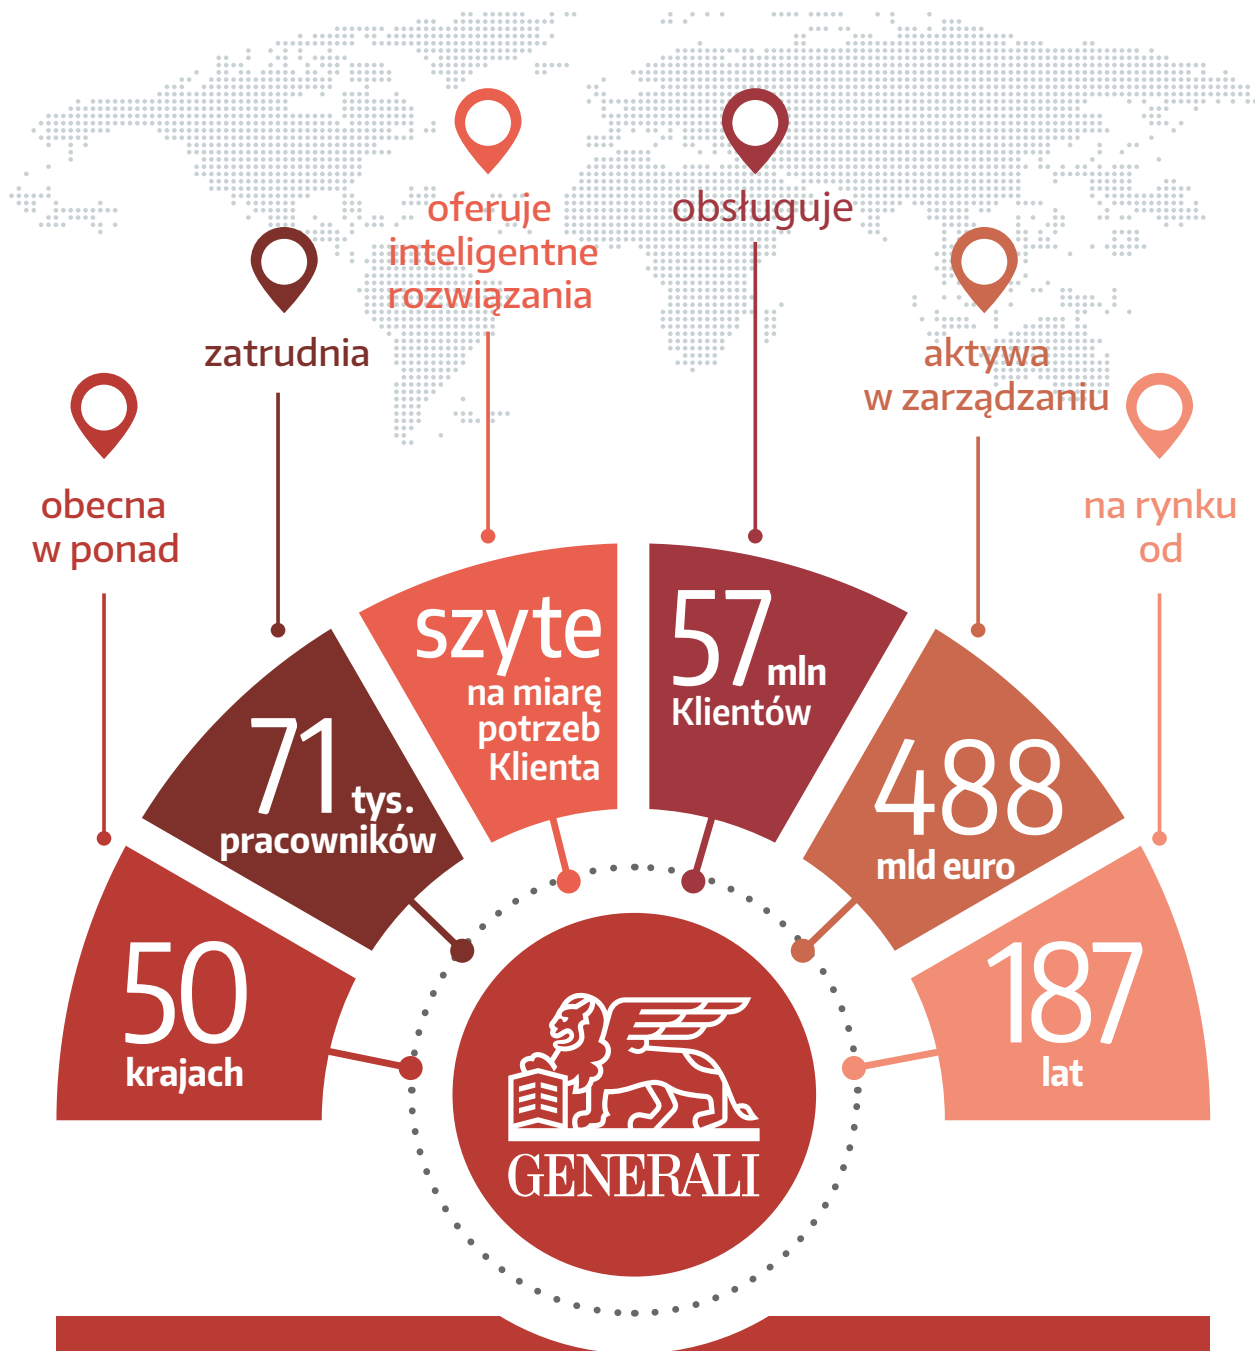 obecna
w ponad
50
krajach
zatrudnia
71 tys.
pracowników
oferuje
inteligentne
rozwiązania
szyte
na miarę
potrzeb
Klienta
obsługuje
57 mln
Klientów
aktywa
w zarządzaniu
488
mld euro
na rynku
od
187
lat
GENERALI